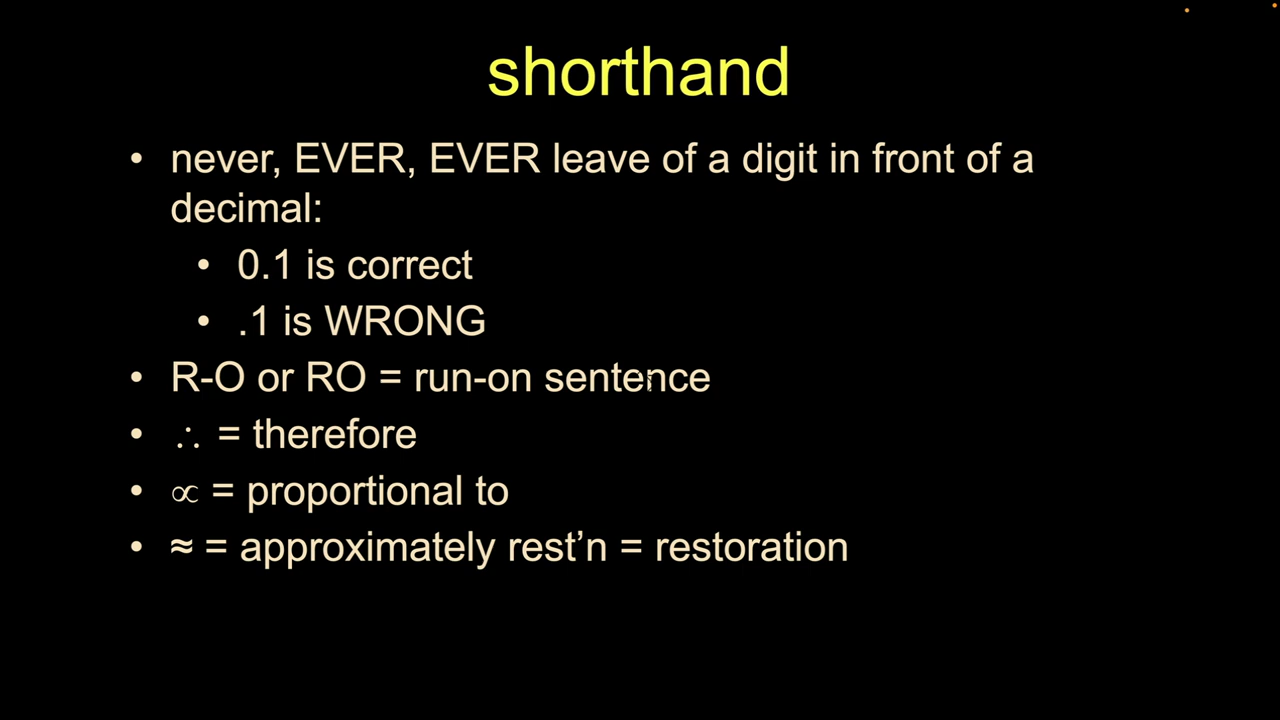 shorthand
• never, EVER, EVER leave of a digit in front of a
decimal:
• 0.1 is correct
• .1 is WRONG
• R-O or RO = run-on sentence
• ∴ = therefore
• ∝ = proportional to
• ≈ = approximately rest’n = restoration